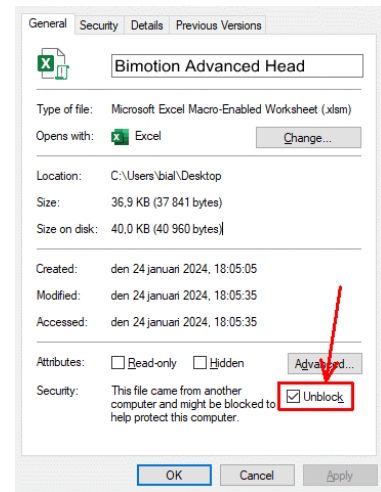 General Security Details Previous Versions
Bimotion Advanced Head
Type of file: Microsoft Excel Macro-Enabled Worksheet (.xlsm)
Opens with: Excel Change...
Location: C:\Users\bial\Desktop
Size: 36,9 KB (37 841 bytes)
Size on disk: 40,0 KB (40 960 bytes)
Created: den 24 januari 2024, 18:05:05
Modified: den 24 januari 2024, 18:05:35
Accessed: den 24 januari 2024, 18:05:35
Attributes: Read-only Hidden Advanced...
Security: This file came from another
computer and might be blocked to
help protect this computer.
Unblock
OK Cancel Apply